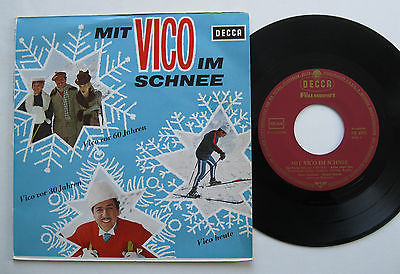 MIT VICO IM
SCHNEE
DECCA
Vico vor 60 Jahren
Vico vor 30 Jahren
Vico heute
DECCA
MIT VICO IM SCHNEE